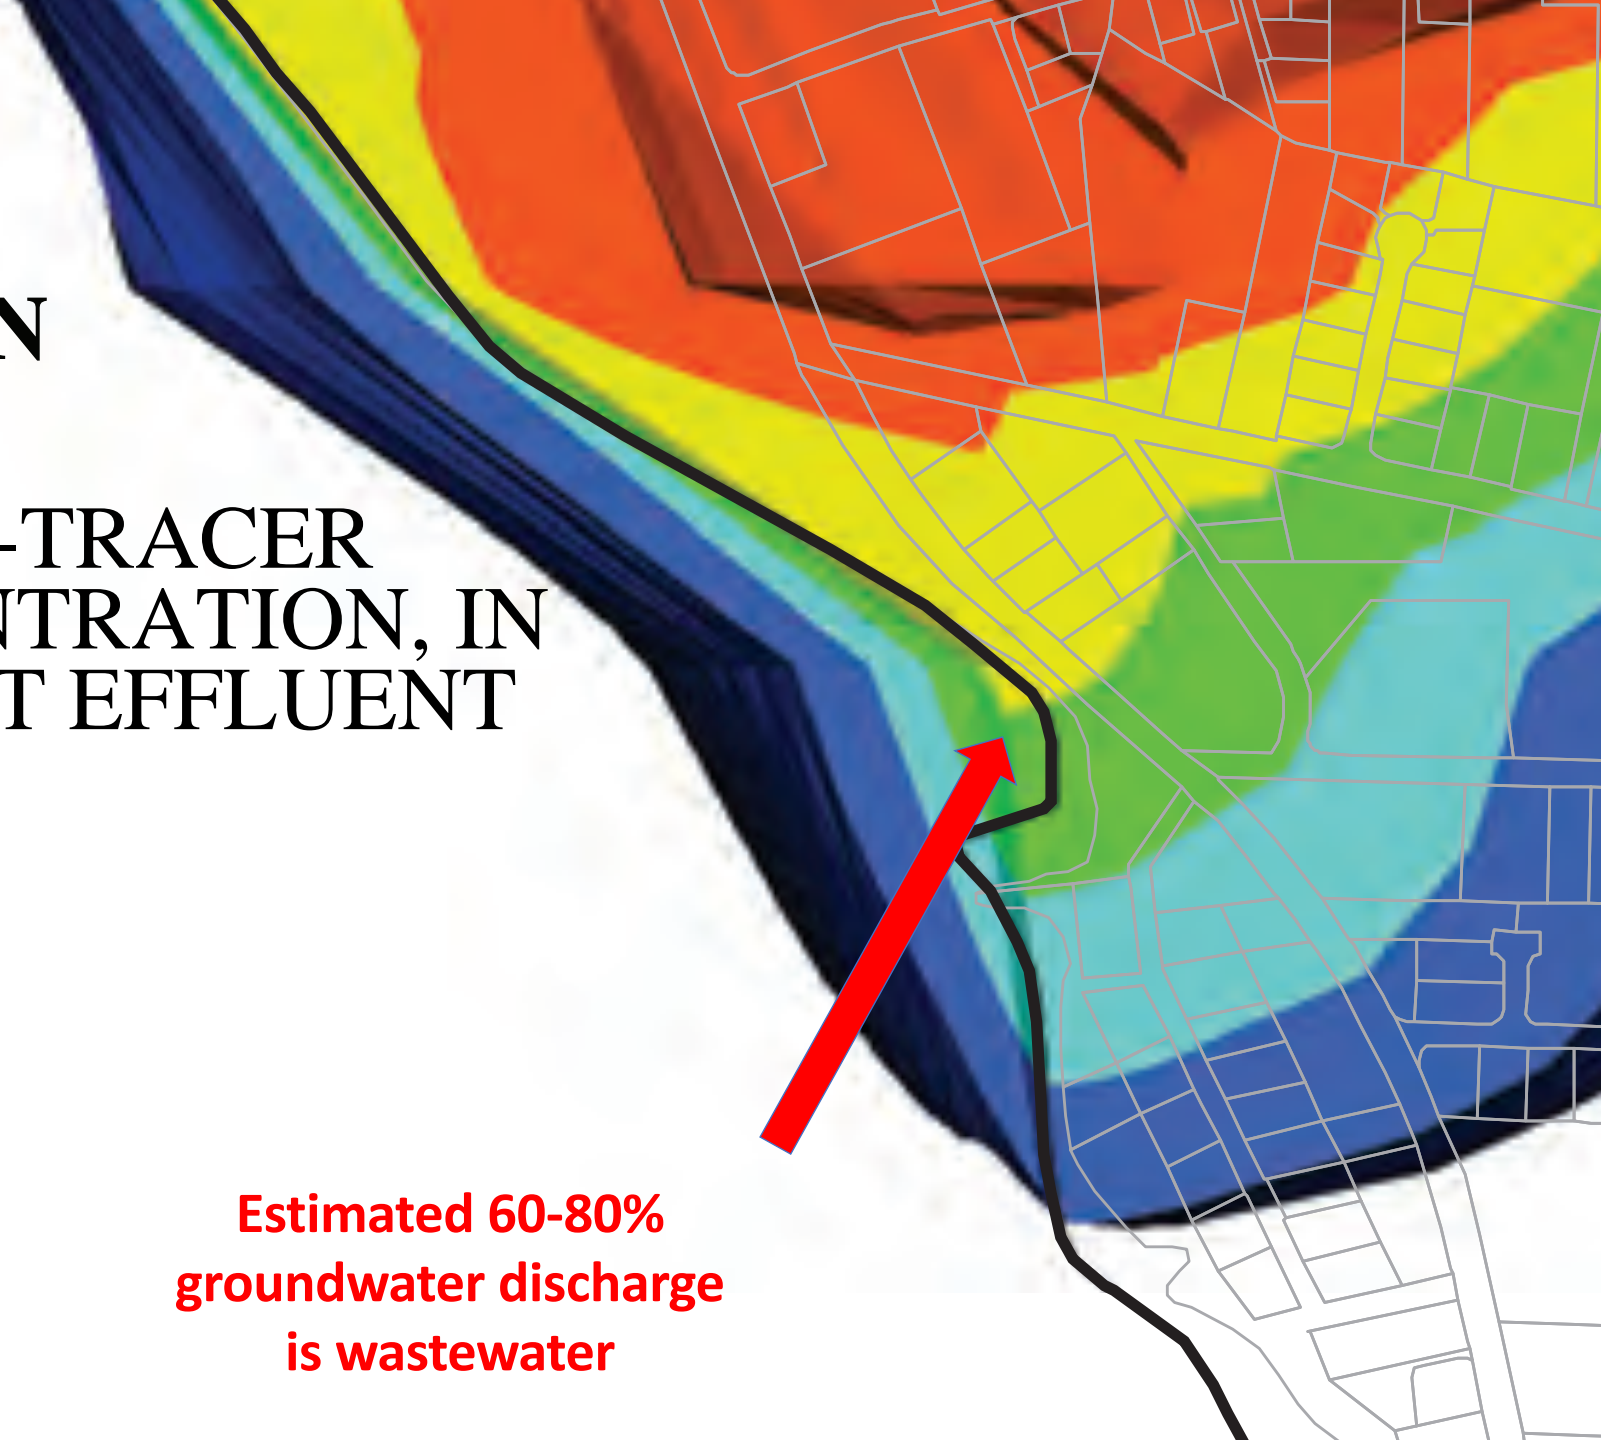 N
-TRACER
NTRATION, IN
T EFFLUENT
Estimated 60-80%
groundwater discharge
is wastewater